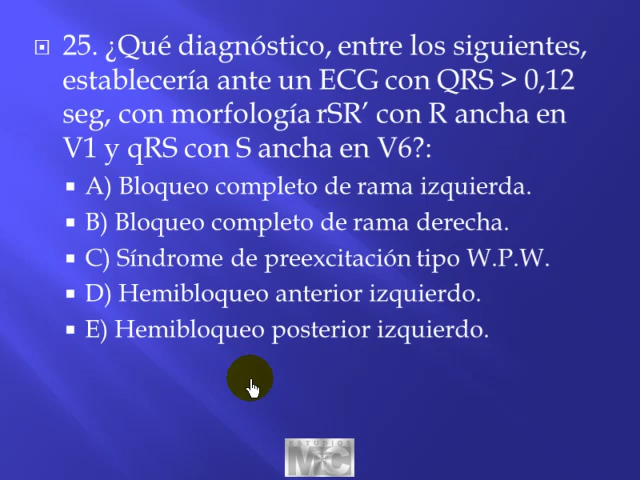 25. ¿Qué diagnóstico, entre los siguientes,
establecería ante un ECG con QRS > 0,12
seg, con morfología rSR’ con R ancha en
V1 y qRS con S ancha en V6?:
A) Bloqueo completo de rama izquierda.
B) Bloqueo completo de rama derecha.
C) Síndrome de preexcitación tipo W.P.W.
D) Hemibloqueo anterior izquierdo.
E) Hemibloqueo posterior izquierdo.
ESTUDIOS
MC